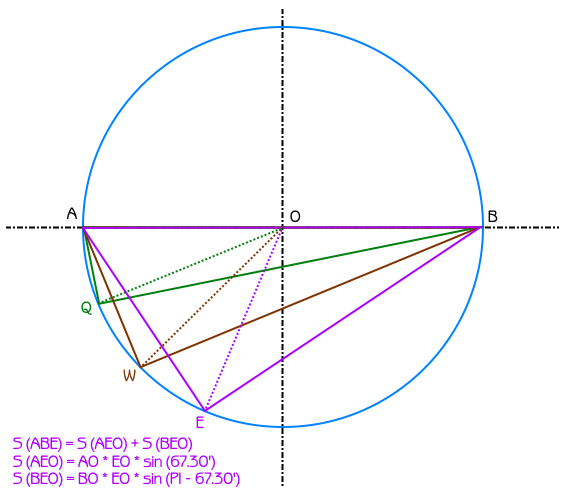 A
O
B
Q
W
E
S (ABE) = S (AEO) + S (BEO)
S (AEO) = AO * EO * sin (67.30')
S (BEO) = BO * EO * sin (PI - 67.30')